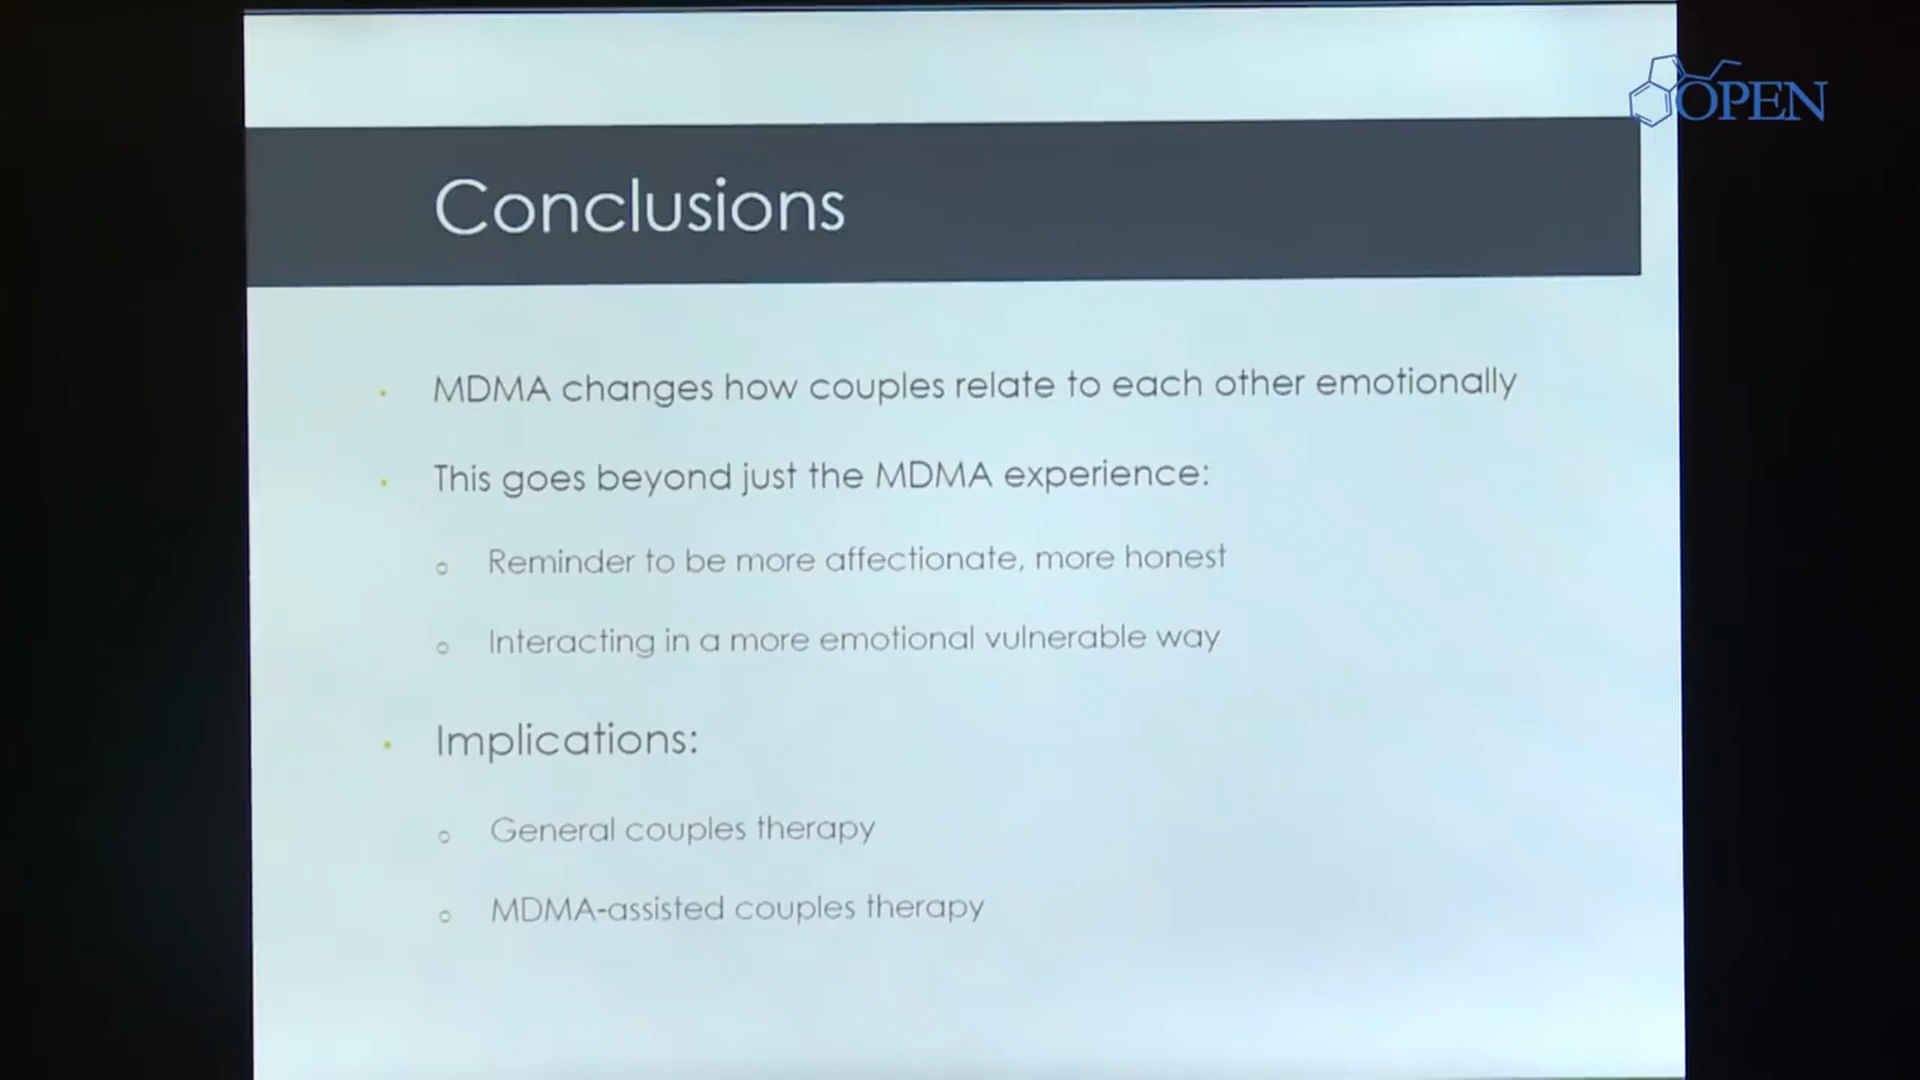 OPEN
Conclusions
MDMA changes how couples relate to each other emotionally
This goes beyond just the MDMA experience:
Reminder to be more affectionate, more honest
Interacting in a more emotional vulnerable way
Implications:
General couples therapy
MDMA-assisted couples therapy